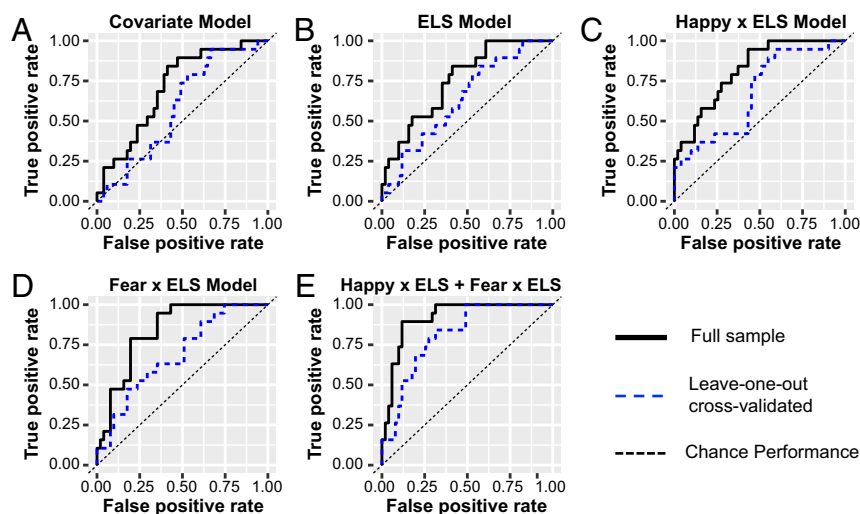 A
Covariate Model
True positive rate
1.00
0.75
0.50
0.25
0.00
0.00 0.25 0.50 0.75 1.00
False positive rate
B
ELS Model
True positive rate
1.00
0.75
0.50
0.25
0.00
0.00 0.25 0.50 0.75 1.00
False positive rate
C
Happy x ELS Model
True positive rate
1.00
0.75
0.50
0.25
0.00
0.00 0.25 0.50 0.75 1.00
False positive rate
D
Fear x ELS Model
True positive rate
1.00
0.75
0.50
0.25
0.00
0.00 0.25 0.50 0.75 1.00
False positive rate
E
Happy x ELS + Fear x ELS
True positive rate
1.00
0.75
0.50
0.25
0.00
0.00 0.25 0.50 0.75 1.00
False positive rate
Full sample
Leave-one-out
cross-validated
Chance Performance